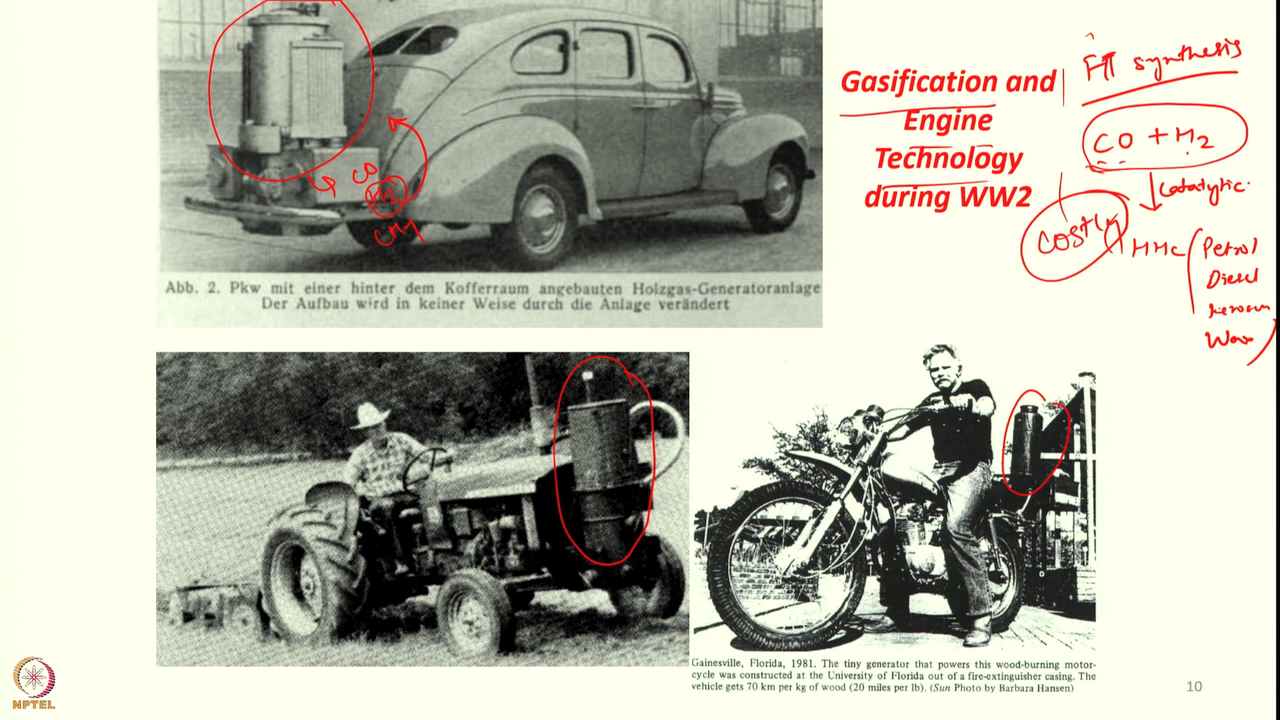 Gasification and
Engine
Technology
during WW2
FT synthesis
CO + H2
catalytic
costly
HHC
Petrol
Diesel
Wax
CO
H2
CH4
Abb. 2. Pkw mit einer hinter dem Kofferraum angebauten Holzgas-Generatoranlage
Der Aufbau wird in keiner Weise durch die Anlage verändert
Gainesville, Florida, 1981. The tiny generator that powers this wood-burning motor-
cycle was constructed at the University of Florida out of a fire-extinguisher casing. The
vehicle gets 70 km per kg of wood (20 miles per lb). (Sun Photo by Barbara Hansen)
NPTEL
10